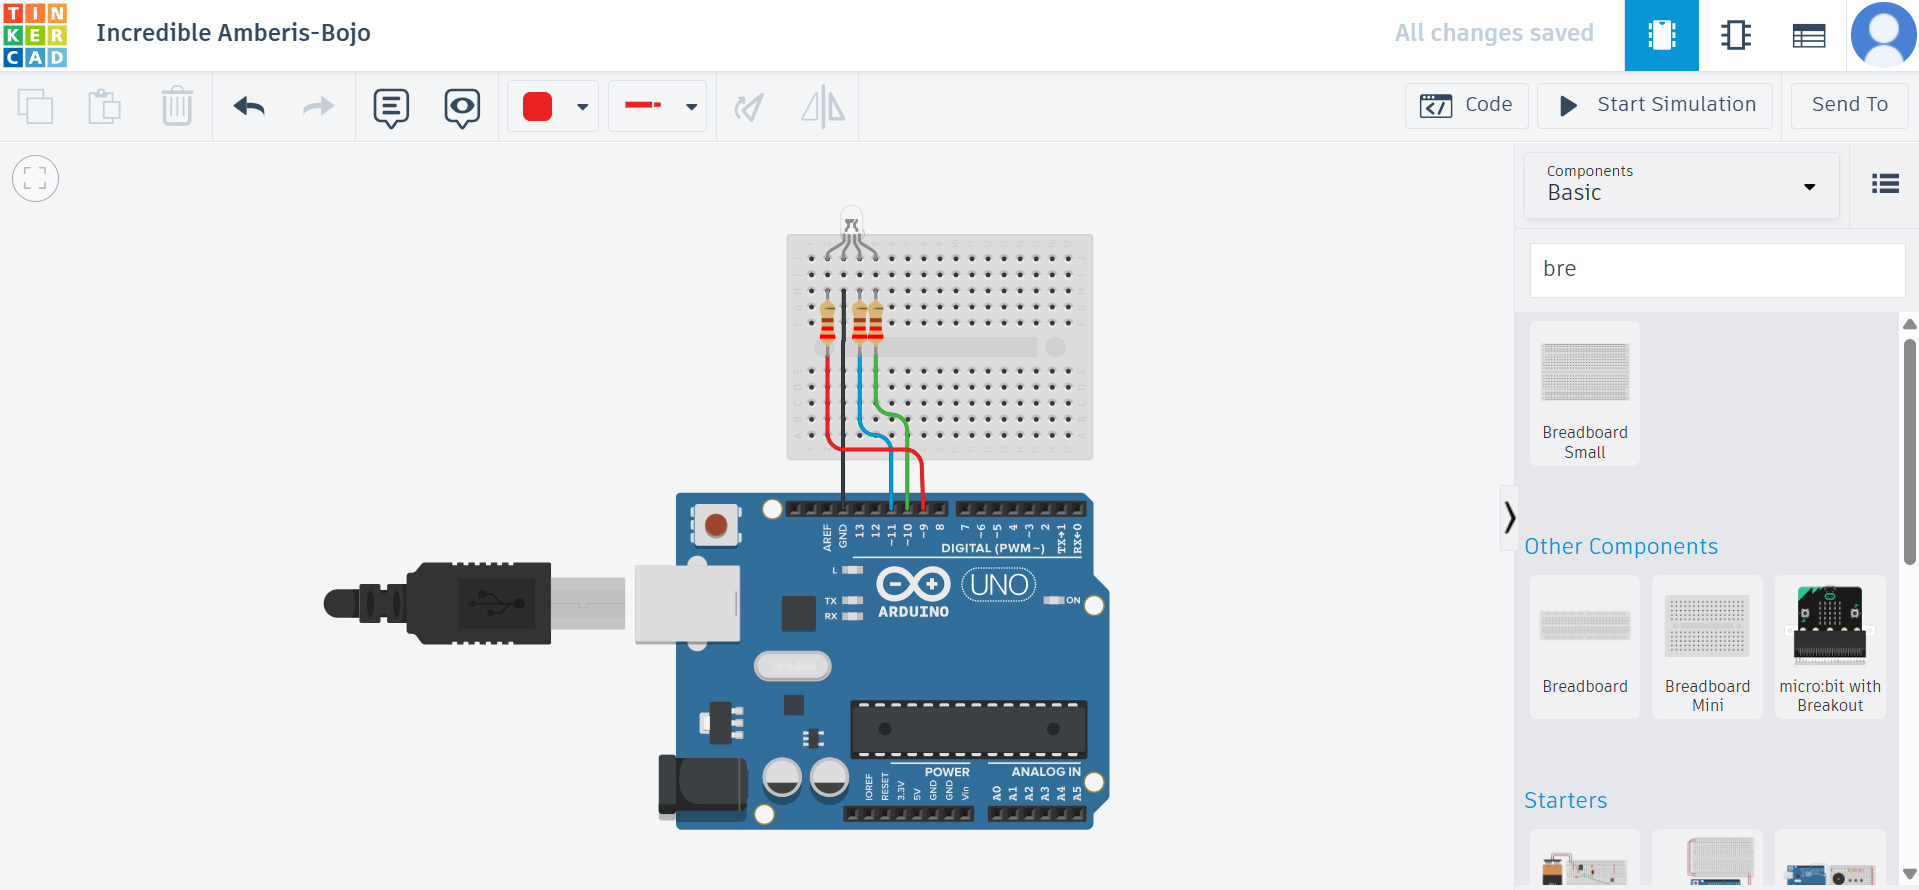 TIN
KER
CAD
Incredible Amberis-Bojo
All changes saved
Code
Start Simulation
Send To
Components
Basic
bre
Breadboard
Small
Other Components
Breadboard
Breadboard
Mini
micro:bit with
Breakout
Starters
AREF
GND
13
12
~11
~10
~9
8
7
~6
~5
4
~3
2
TX→1
RX←0
DIGITAL (PWM~)
L
TX
RX
ARDUINO
UNO
ON
POWER
ANALOG IN
IOREF
RESET
3.3V
5V
GND
GND
Vin
A0
A1
A2
A3
A4
A5